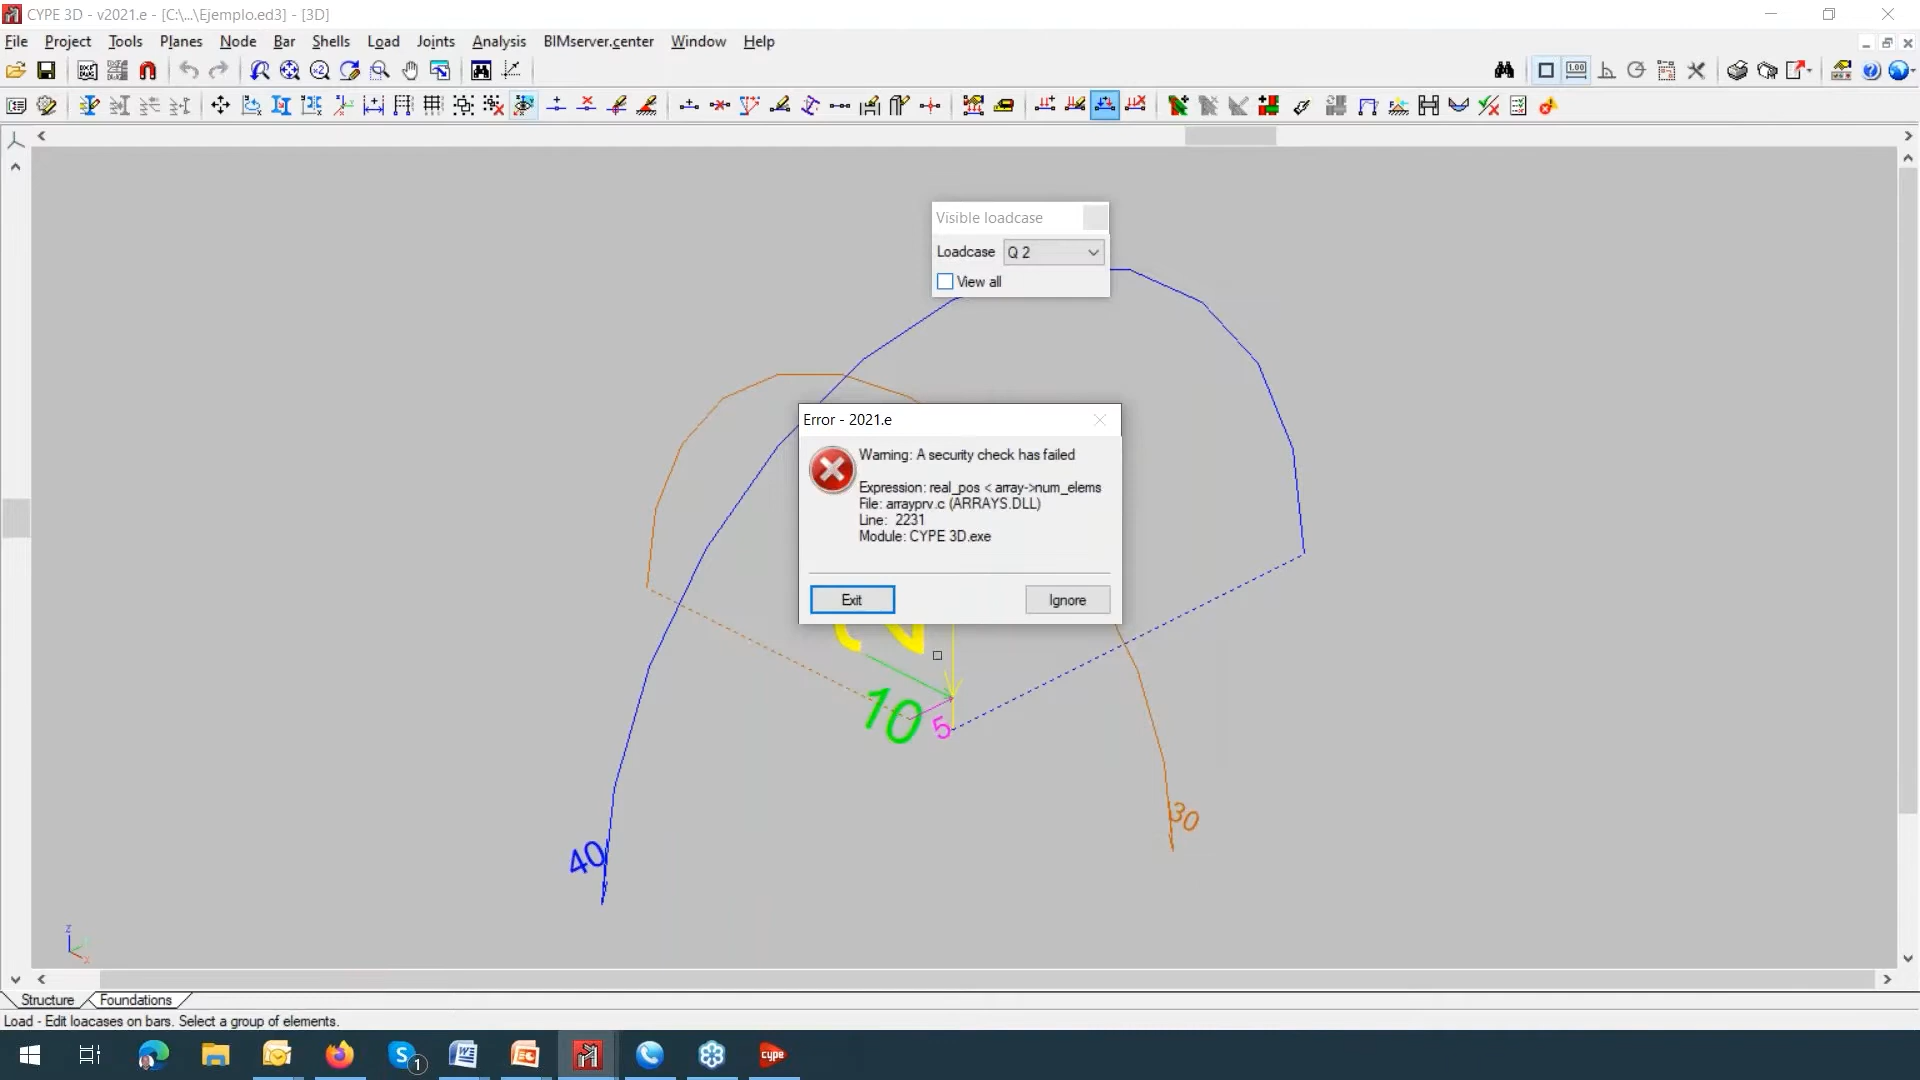 CYPE 3D - v2021.e - [C:\...\Ejemplo.ed3] - [3D]
File Project Tools Planes Node Bar Shells Load Joints Analysis BIMserver.center Window Help
Visible loadcase
Loadcase Q 2
View all
Error - 2021.e
Warning: A security check has failed
Expression: real_pos < array->num_elems
File: arrayprv.c (ARRAYS.DLL)
Line: 2231
Module: CYPE 3D.exe
Exit Ignore
10
5
30
40
Z
X
Structure Foundations
Load - Edit loacases on bars. Select a group of elements.
1
cype